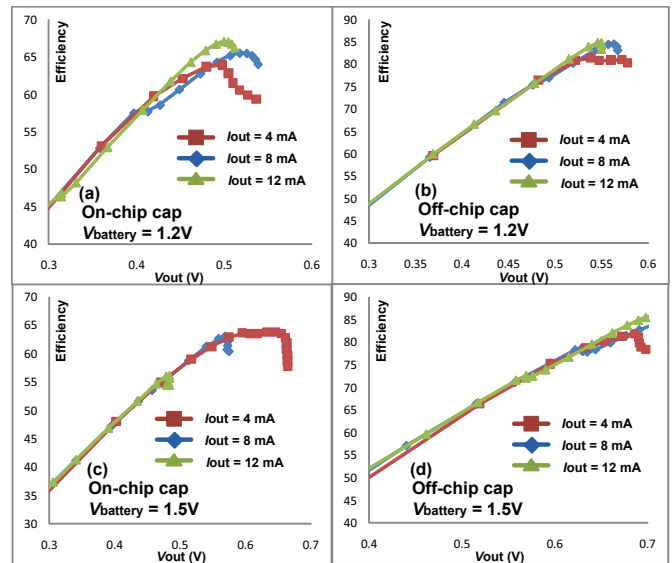 Efficiency
70
65
60
55
50
45
40
Iout = 4 mA
Iout = 8 mA
Iout = 12 mA
(a)
On-chip cap
Vbattery = 1.2V
0.3 0.4 0.5 0.6
Vout (V)
Efficiency
90
85
80
75
70
65
60
55
50
45
40
Iout = 4 mA
Iout = 8 mA
Iout = 12 mA
(b)
Off-chip cap
Vbattery = 1.2V
0.3 0.35 0.4 0.45 0.5 0.55 0.6
Vout (V)
Efficiency
70
65
60
55
50
45
40
35
30
Iout = 4 mA
Iout = 8 mA
Iout = 12 mA
(c)
On-chip cap
Vbattery = 1.5V
0.3 0.4 0.5 0.6 0.7
Vout (V)
Efficiency
90
85
80
75
70
65
60
55
50
45
40
Iout = 4 mA
Iout = 8 mA
Iout = 12 mA
(d)
Off-chip cap
Vbattery = 1.5V
0.4 0.5 0.6 0.7
Vout (V)